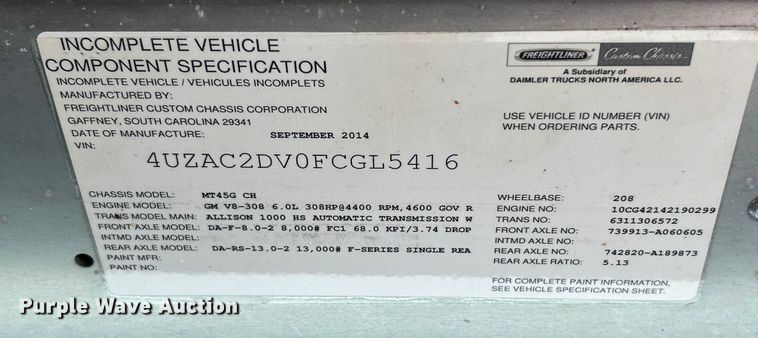 INCOMPLETE VEHICLE
COMPONENT SPECIFICATION
INCOMPLETE VEHICLE / VEHICULES INCOMPLETS
MANUFACTURED BY:
FREIGHTLINER CUSTOM CHASSIS CORPORATION
GAFFNEY, SOUTH CAROLINA 29341
DATE OF MANUFACTURE: SEPTEMBER 2014
VIN:
4UZAC2DV0FCGL5416
FREIGHTLINER Custom Chassis
A Subsidiary of
DAIMLER TRUCKS NORTH AMERICA LLC.
USE VEHICLE ID NUMBER (VIN)
WHEN ORDERING PARTS.
CHASSIS MODEL: MT45G CH
ENGINE MODEL: GM V8-308 6.0L 308HP@4400 RPM,4600 GOV R
TRANS MODEL MAIN: ALLISON 1000 HS AUTOMATIC TRANSMISSION W
FRONT AXLE MODEL: DA-F-8.0-2 8,000# FC1 68.0 KPI/3.74 DROP
INTMD AXLE MODEL:
REAR AXLE MODEL: DA-RS-13.0-2 13,000# F-SERIES SINGLE REA
PAINT MFR:
PAINT NO:
WHEELBASE: 208
ENGINE NO: 10CG42142190299
TRANS NO: 6311306572
FRONT AXLE NO: 739913-A060605
INTMD AXLE NO:
REAR AXLE NO: 742820-A189873
REAR AXLE RATIO: 5.13
FOR COMPLETE PAINT INFORMATION,
SEE VEHICLE SPECIFICATION SHEET.
Purple Wave Auction